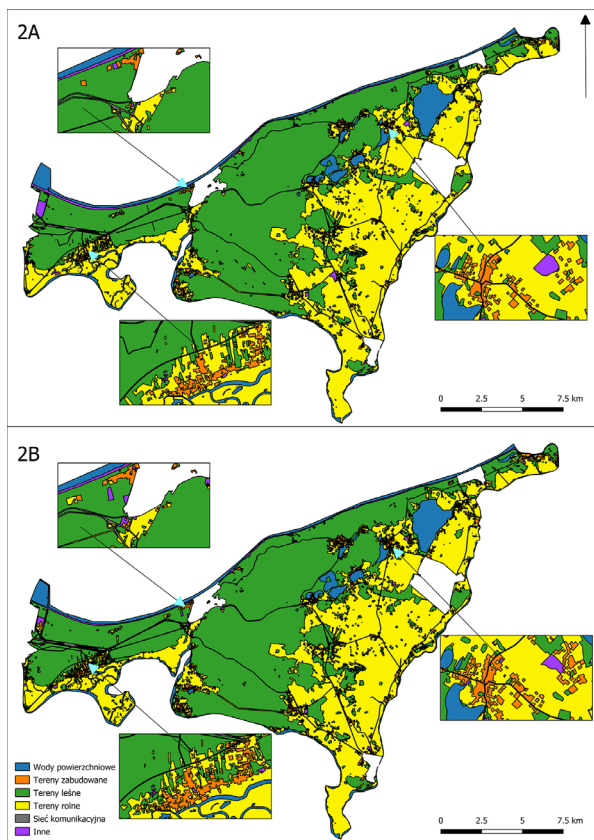 2A
0 2.5 5 7.5 km
2B
0 2.5 5 7.5 km
Wody powierzchniowe
Tereny zabudowane
Tereny leśne
Tereny rolne
Sieć komunikacyjna
Inne